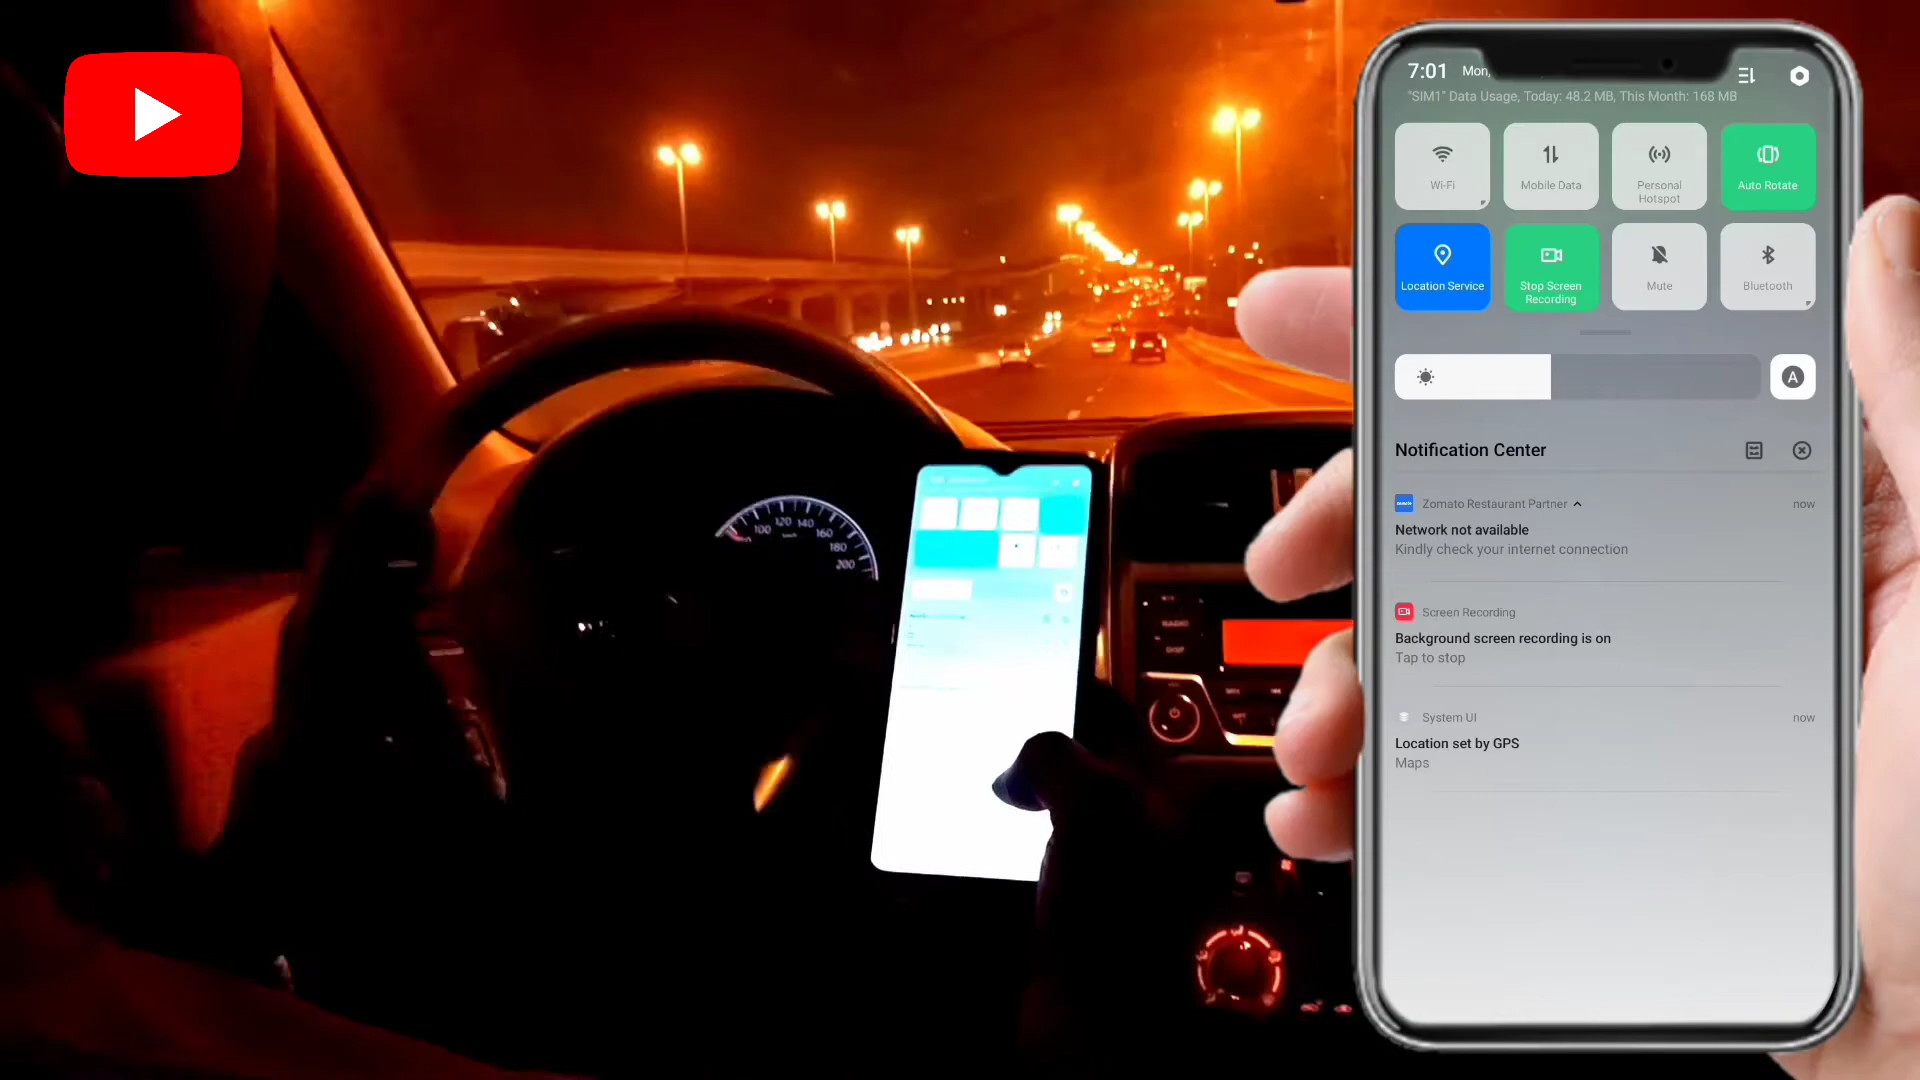 7:01 Mon,
"SIM1" Data Usage, Today: 48.2 MB, This Month: 168 MB
Wi-Fi
Mobile Data
Personal
Hotspot
Auto Rotate
Location Service
Stop Screen
Recording
Mute
Bluetooth
A
Notification Center
Zomato Restaurant Partner
now
Network not available
Kindly check your internet connection
Screen Recording
Background screen recording is on
Tap to stop
System UI
now
Location set by GPS
Maps
100 120 140 160 180 200
RADIO
DISP